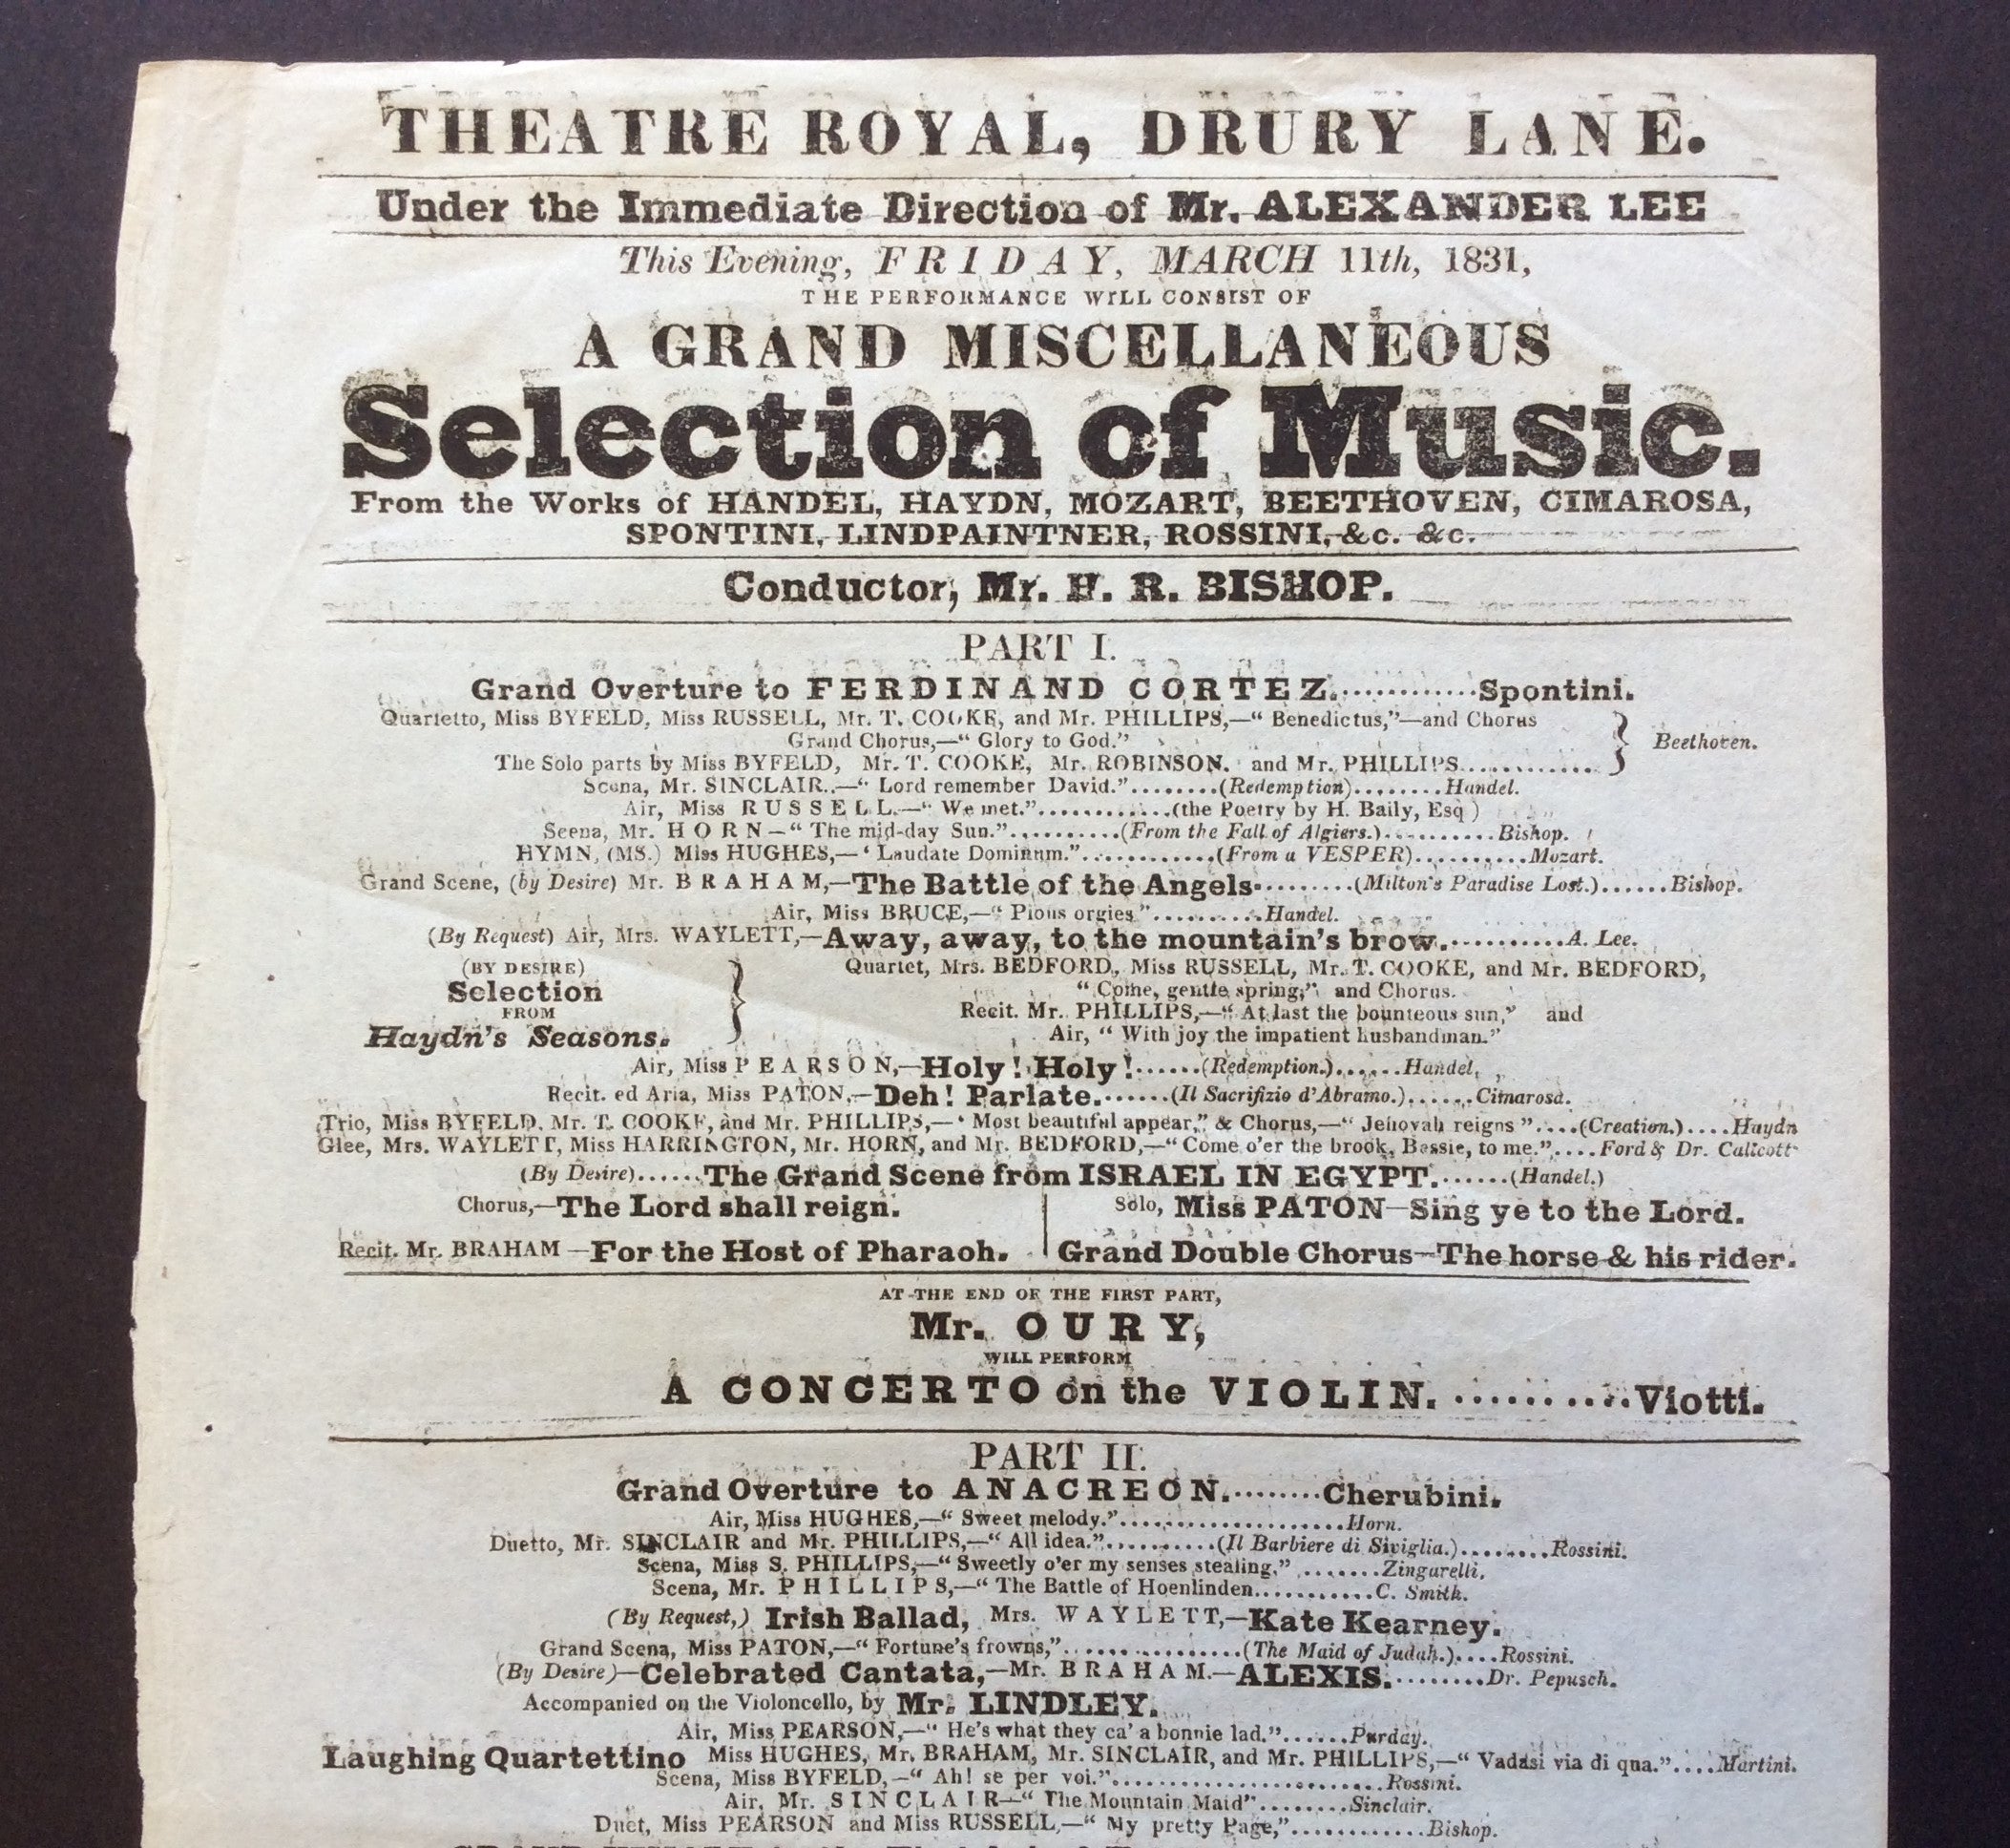 THEATRE ROYAL, DRURY LANE.
Under the Immediate Direction of Mr. ALEXANDER LEE
This Evening, FRIDAY, MARCH 11th, 1831,
THE PERFORMANCE WILL CONSIST OF
A GRAND MISCELLANEOUS
Selection of Music.
From the Works of HANDEL, HAYDN, MOZART, BEETHOVEN, CIMAROSA,
SPONTINI, LINDPAINTNER, ROSSINI, &c. &c.
Conductor, Mr. H. R. BISHOP.
PART I.
Grand Overture to FERDINAND CORTEZ.............Spontini.
Quartetto, Miss BYFELD, Miss RUSSELL, Mr. T. COOKE, and Mr. PHILLIPS,—“ Benedictus,”—and Chorus
Grand Chorus,—“ Glory to God.”
The Solo parts by Miss BYFELD, Mr. T. COOKE, Mr. ROBINSON. and Mr. PHILLIPS............. } Beethoven.
Scena, Mr. SINCLAIR.—“ Lord remember David.”........(Redemption)........Handel.
Air, Miss RUSSELL.—“ We met.”............(the Poetry by H. Baily, Esq )
Scena, Mr. HORN—“ The mid-day Sun.”..........(From the Fall of Algiers.)..........Bishop.
HYMN, (MS.) Miss HUGHES,—‘ Laudate Dominum.”............(From a VESPER)..........Mozart.
Grand Scene, (by Desire) Mr. BRAHAM,—The Battle of the Angels.........(Milton's Paradise Lost.)......Bishop.
Air, Miss BRUCE,—“ Pious orgies ”..........Handel.
(By Request) Air, Mrs. WAYLETT,—Away, away, to the mountain's brow...........A. Lee.
(BY DESIRE)
Selection
FROM
Haydn's Seasons. }
Quartet, Mrs. BEDFORD, Miss RUSSELL, Mr. T. COOKE, and Mr. BEDFORD,
“ Come, gentle spring;” and Chorus.
Recit. Mr. PHILLIPS,—“ At last the bounteous sun,” and
Air, “ With joy the impatient husbandman.”
Air, Miss PEARSON,—Holy! Holy!......(Redemption.)......Handel,
Recit. ed Aria, Miss PATON,—Deh! Parlate.......(Il Sacrifizio d'Abramo.)......Cimarosa.
Trio, Miss BYFELD, Mr. T. COOKE, and Mr. PHILLIPS,—‘ Most beautiful appear,” & Chorus,—“ Jehovah reigns ”....(Creation.)....Haydn
Glee, Mrs. WAYLETT, Miss HARRINGTON, Mr. HORN, and Mr. BEDFORD,—“ Come o'er the brook, Bessie, to me.”.....Ford & Dr. Callcott
(By Desire)......The Grand Scene from ISRAEL IN EGYPT.......(Handel.)
Chorus,—The Lord shall reign.
Solo, Miss PATON—Sing ye to the Lord.
Recit. Mr. BRAHAM—For the Host of Pharaoh.
Grand Double Chorus—The horse & his rider.
AT THE END OF THE FIRST PART,
Mr. OURY,
WILL PERFORM
A CONCERTO on the VIOLIN. ..........Viotti.
PART II.
Grand Overture to ANACREON.........Cherubini.
Air, Miss HUGHES,—“ Sweet melody.”......................Horn.
Duetto, Mr. SINCLAIR and Mr. PHILLIPS,—“ All idea.”..........(Il Barbiere di Siviglia.).........Rossini.
Scena, Miss S. PHILLIPS,—“ Sweetly o'er my senses stealing,” .......Zingarelli,
Scena, Mr. PHILLIPS,—“ The Battle of Hoenlinden............C. Smith.
(By Request,) Irish Ballad, Mrs. WAYLETT,—Kate Kearney.
Grand Scena, Miss PATON,—“ Fortune's frowns,”................(The Maid of Judah.)....Rossini.
(By Desire)—Celebrated Cantata,—Mr. BRAHAM.—ALEXIS.........Dr. Pepusch.
Accompanied on the Violoncello, by Mr. LINDLEY.
Air, Miss PEARSON,—“ He's what they ca' a bonnie lad.”......Purday.
Laughing Quartettino Miss HUGHES, Mr. BRAHAM, Mr. SINCLAIR, and Mr. PHILLIPS,—“ Vadasi via di qua.”....Martini.
Scena, Miss BYFELD,—“ Ah! se per voi.”.........................Rossini.
Air, Mr. SINCLAIR—“ The Mountain Maid”........Sinclair.
Duet, Miss PEARSON and Miss RUSSELL,—“ My pretty Page,”............Bishop.